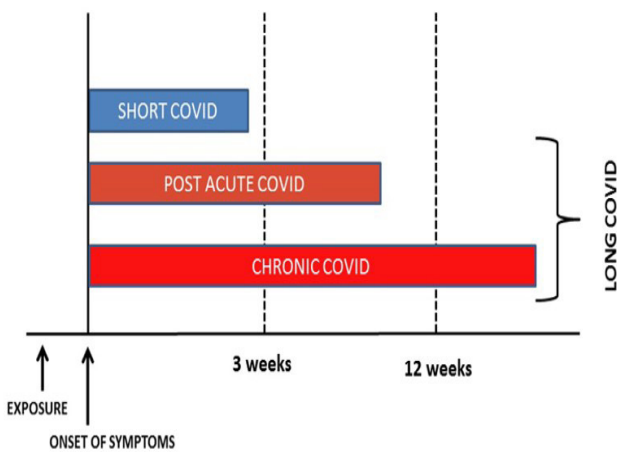 SHORT COVID
POST ACUTE COVID
CHRONIC COVID
LONG COVID
3 weeks
12 weeks
EXPOSURE
ONSET OF SYMPTOMS